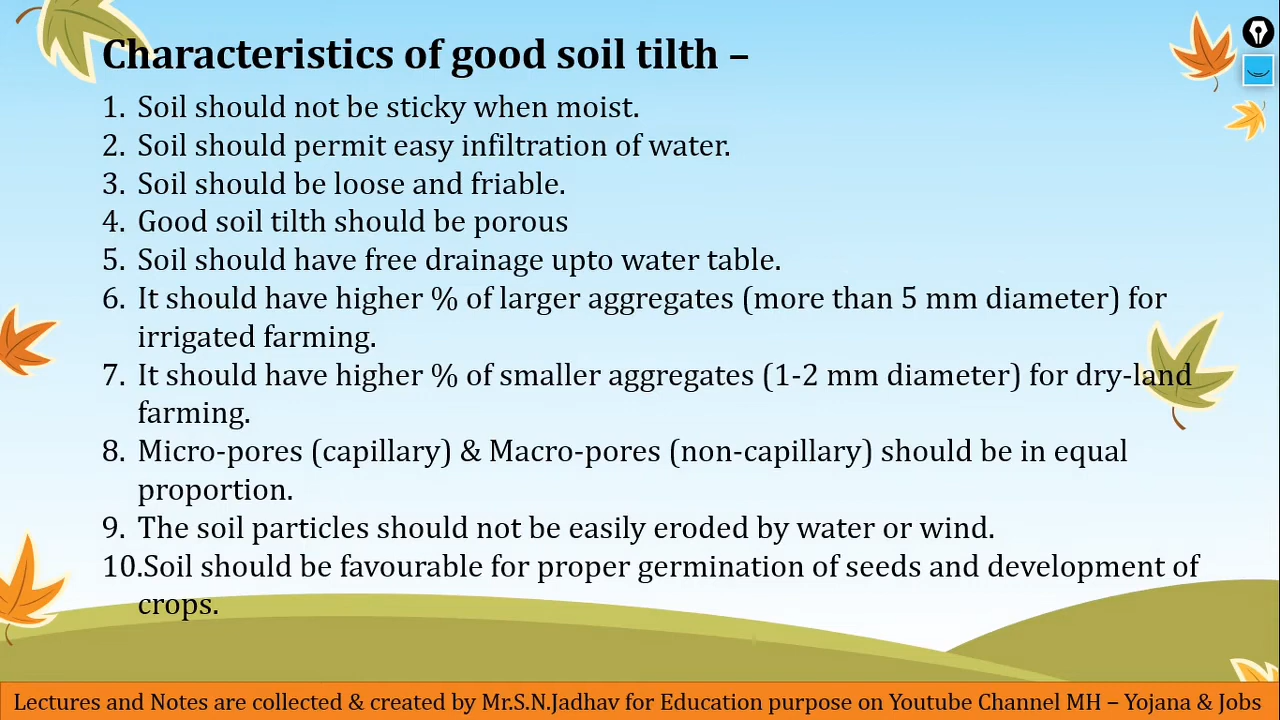 Characteristics of good soil tilth –
1. Soil should not be sticky when moist.
2. Soil should permit easy infiltration of water.
3. Soil should be loose and friable.
4. Good soil tilth should be porous
5. Soil should have free drainage upto water table.
6. It should have higher % of larger aggregates (more than 5 mm diameter) for
irrigated farming.
7. It should have higher % of smaller aggregates (1-2 mm diameter) for dry-land
farming.
8. Micro-pores (capillary) & Macro-pores (non-capillary) should be in equal
proportion.
9. The soil particles should not be easily eroded by water or wind.
10.Soil should be favourable for proper germination of seeds and development of
crops.
Lectures and Notes are collected & created by Mr.S.N.Jadhav for Education purpose on Youtube Channel MH – Yojana & Jobs